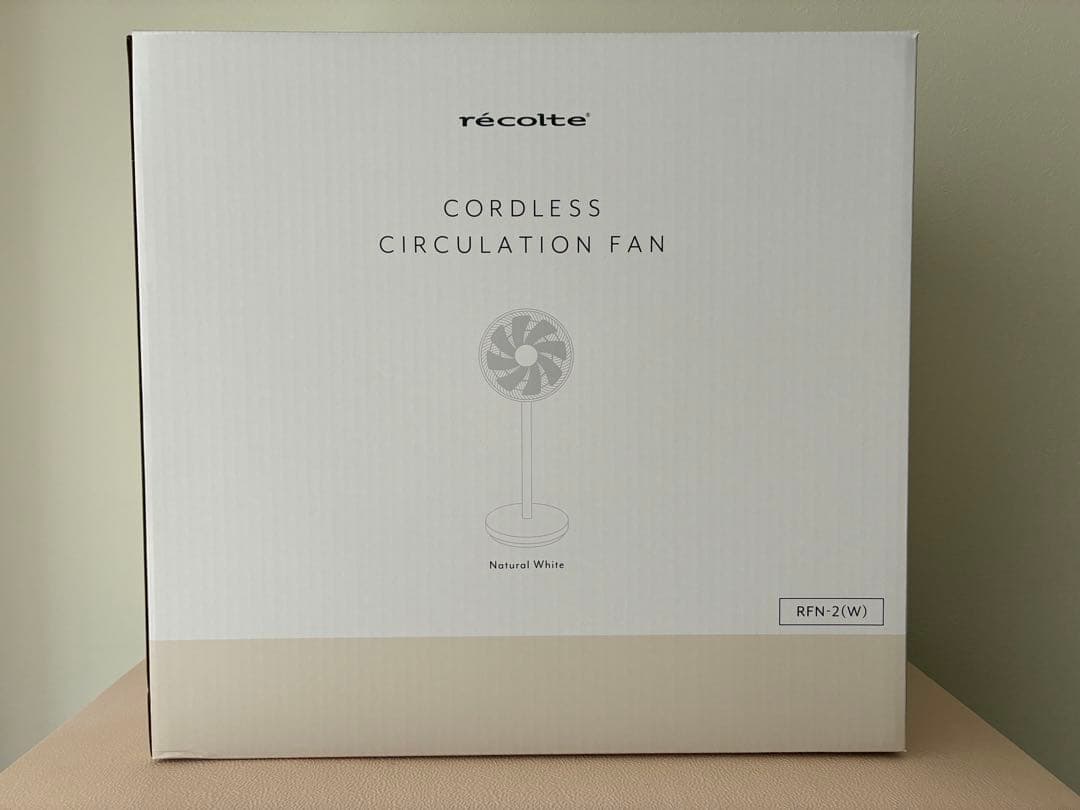 récolte®
CORDLESS
CIRCULATION FAN
Natural White
RFN-2(W)